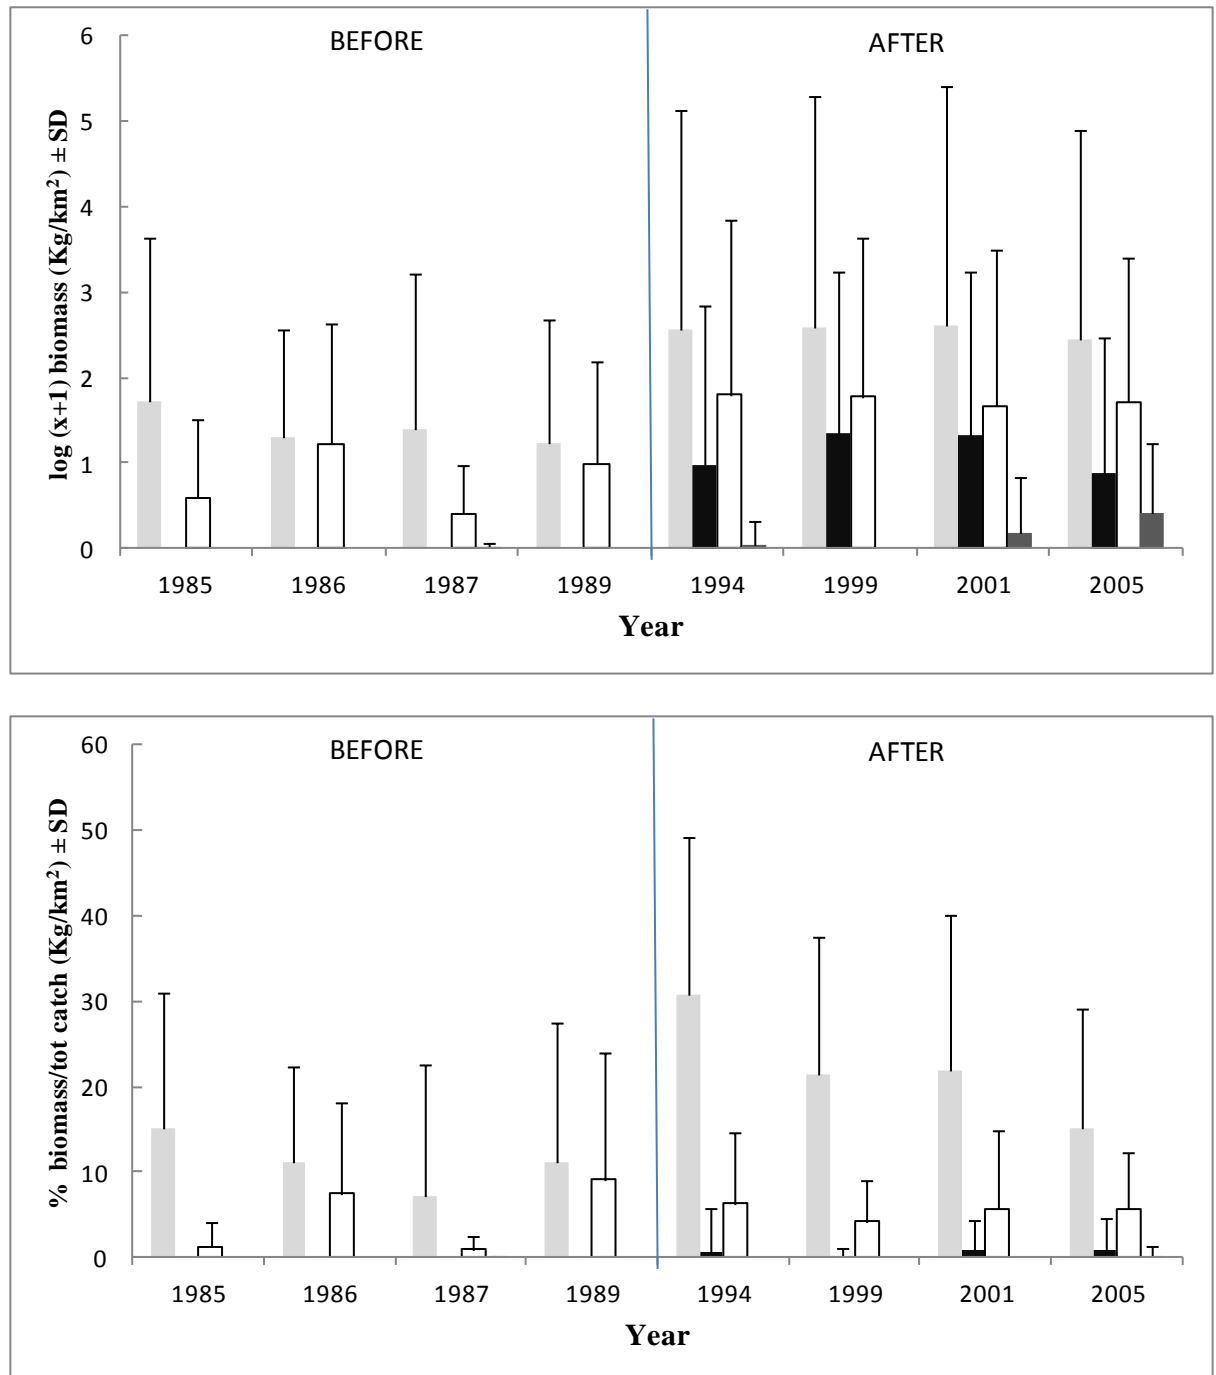 BEFORE AFTER
log (x+1) biomass (Kg/km²) ± SD
6
5
4
3
2
1
0
1985 1986 1987 1989 1994 1999 2001 2005
Year
BEFORE AFTER
% biomass/tot catch (Kg/km²) ± SD
60
50
40
30
20
10
0
1985 1986 1987 1989 1994 1999 2001 2005
Year